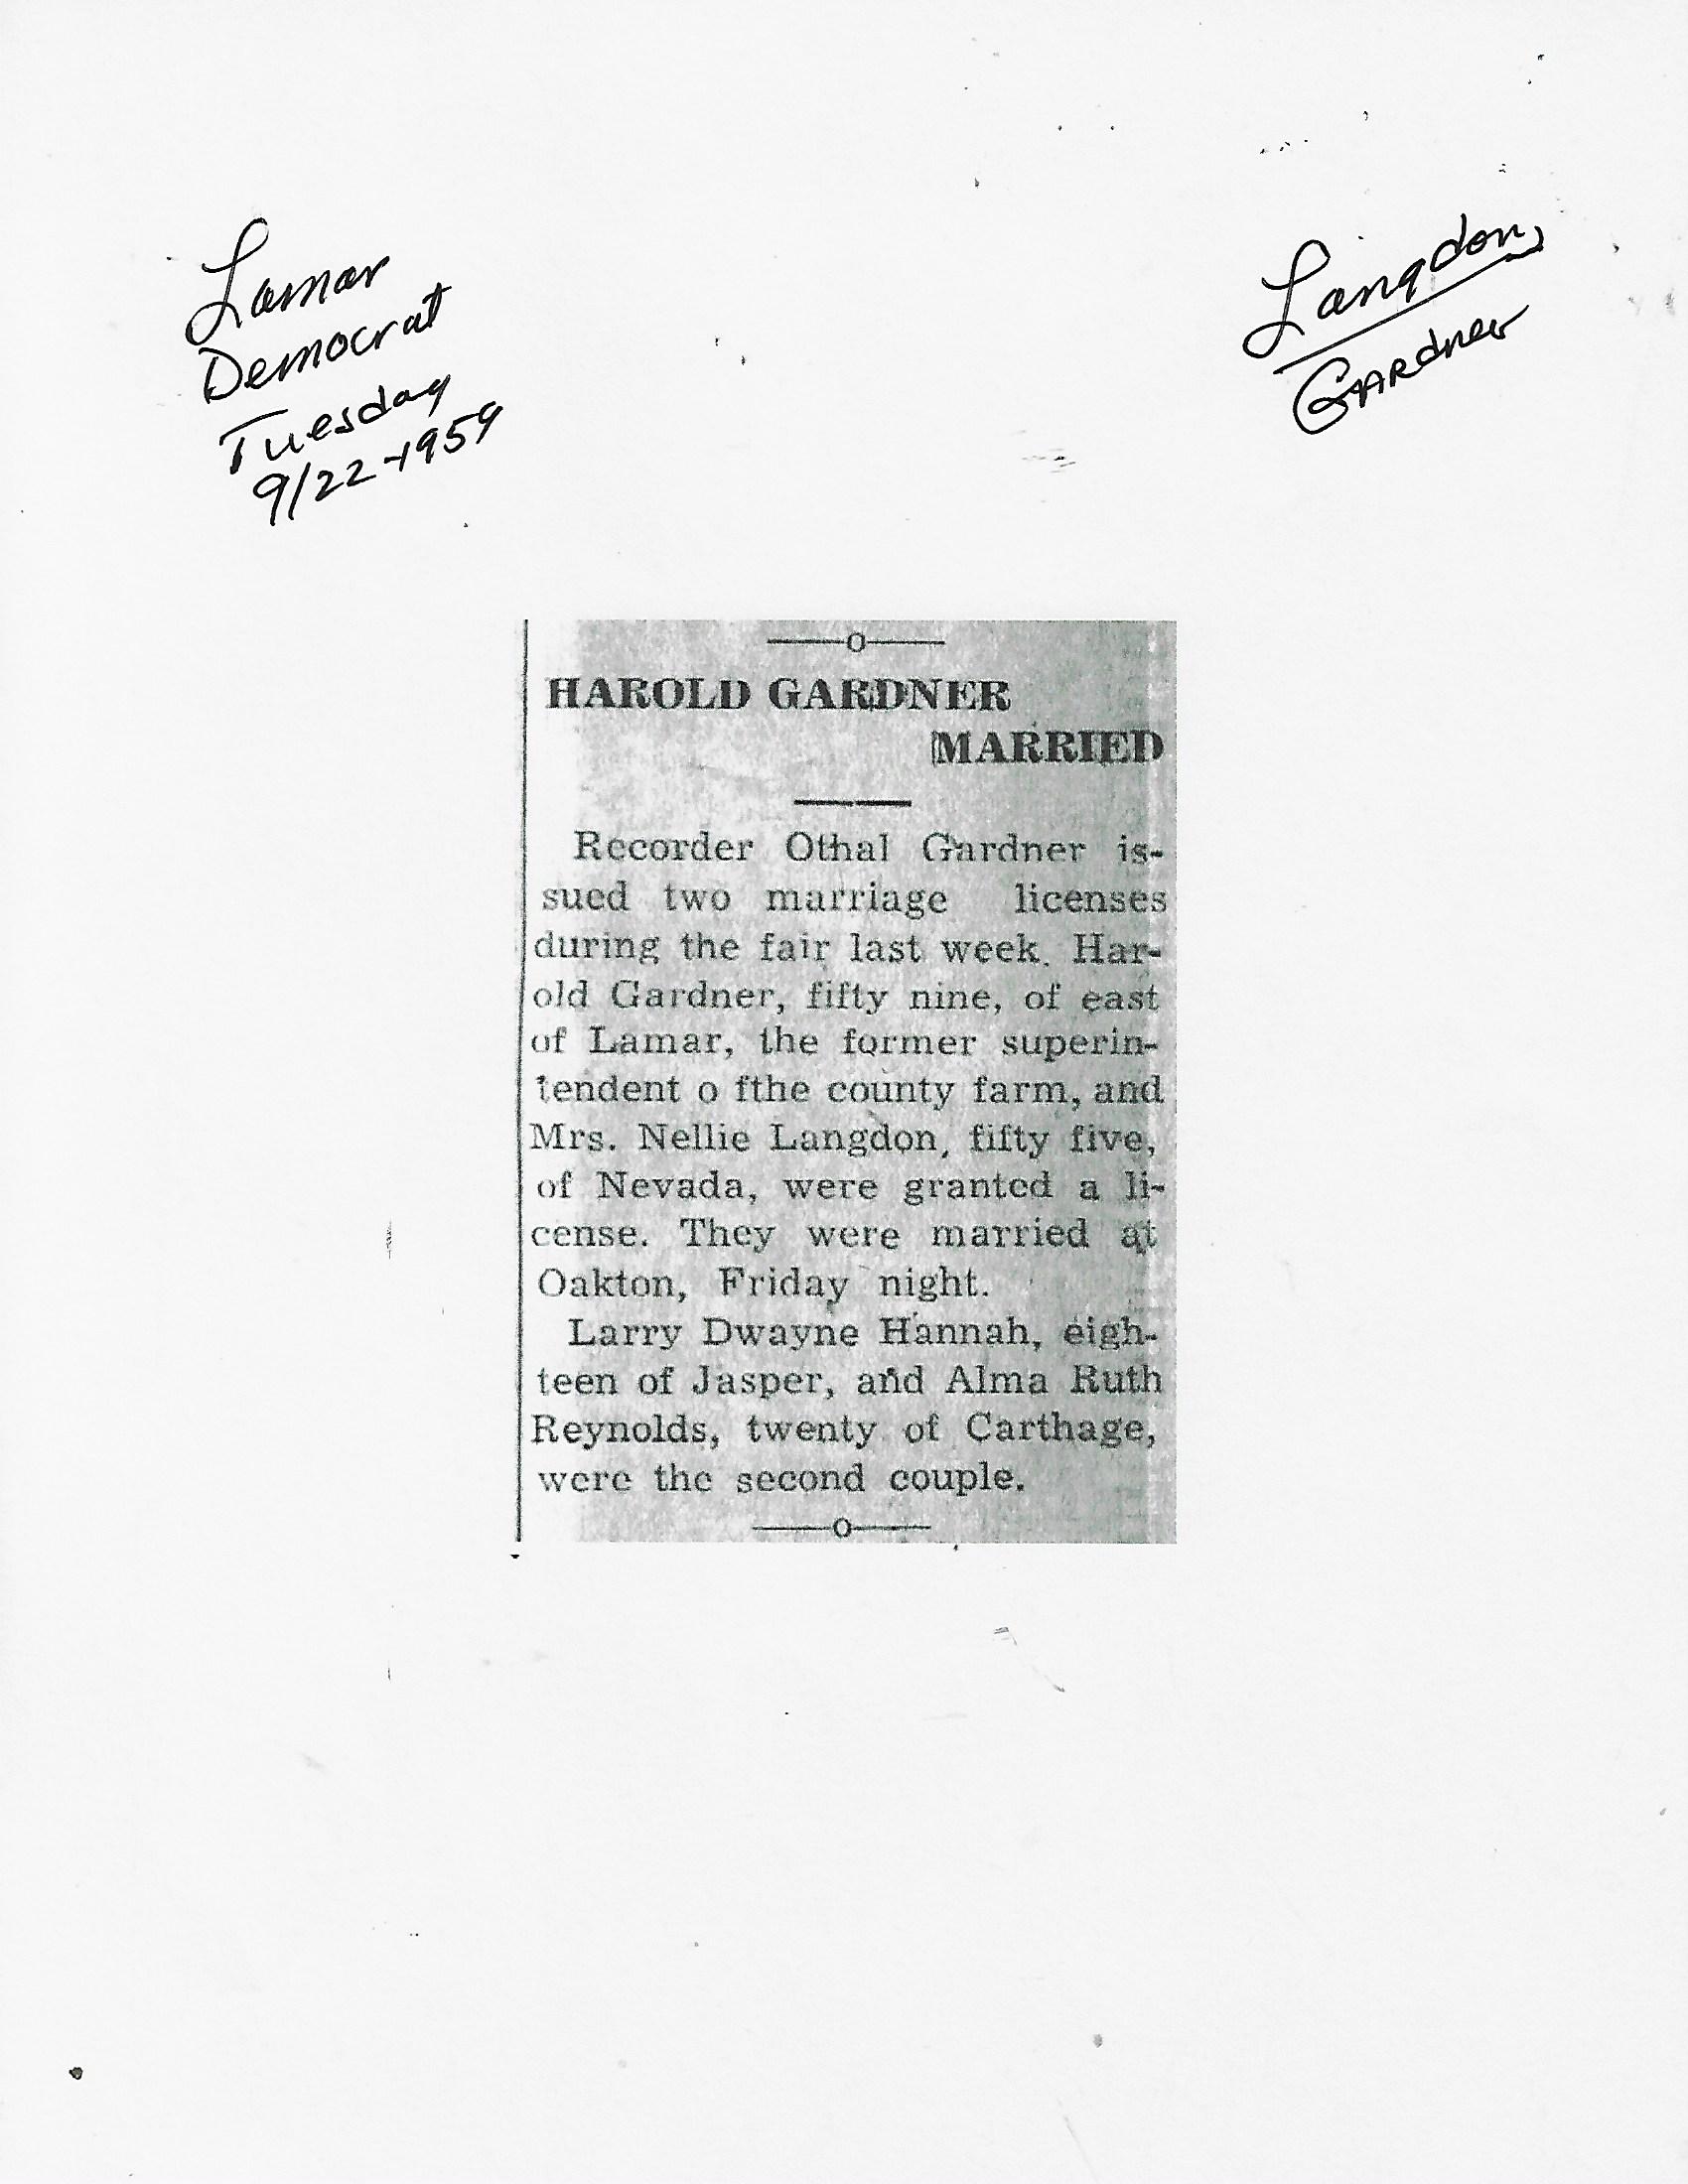 Lamar
Democrat
Tuesday
9/22-1959
Langdon,
GARDNER
—o—
HAROLD GARDNER
MARRIED
Recorder Othal Gardner is-
sued two marriage licenses
during the fair last week. Har-
old Gardner, fifty nine, of east
of Lamar, the former superin-
tendent o fthe county farm, and
Mrs. Nellie Langdon, fifty five,
of Nevada, were granted a li-
cense. They were married at
Oakton, Friday night.
Larry Dwayne Hannah, eigh-
teen of Jasper, and Alma Ruth
Reynolds, twenty of Carthage,
were the second couple.
—o—